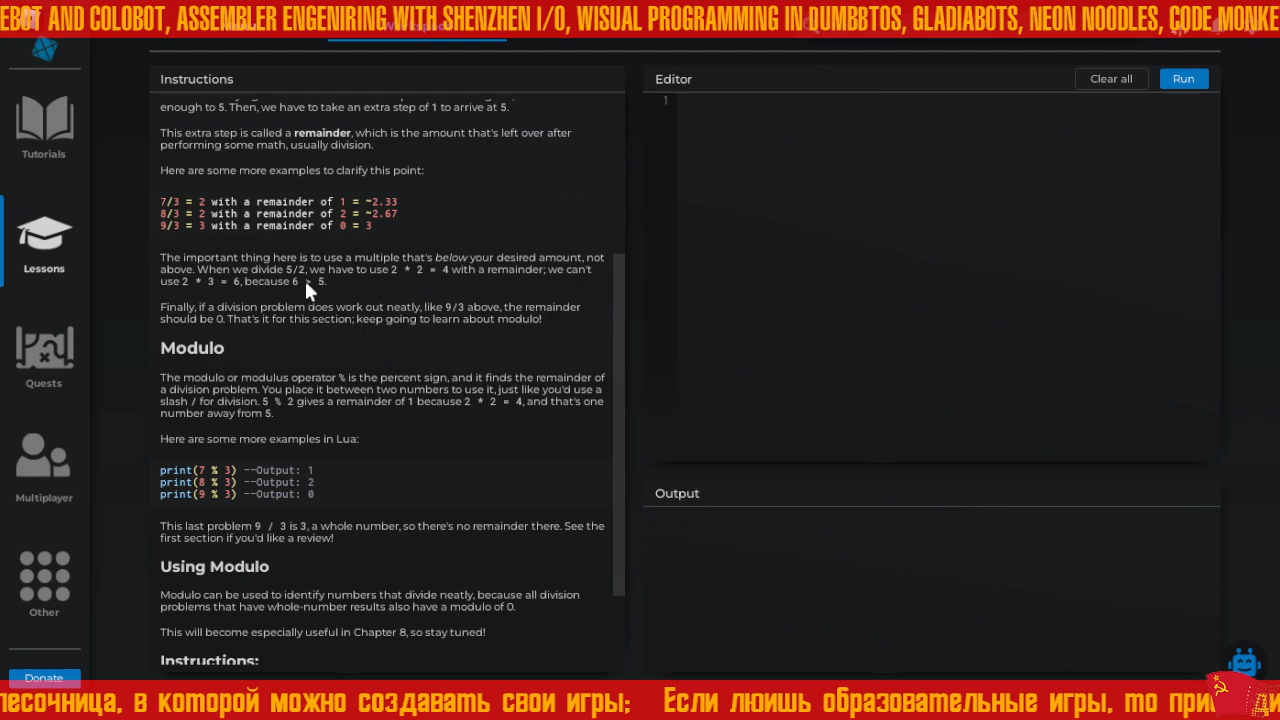 EBOT AND COLOBOT, ASSEMBLER ENGENIRING WITH SHENZHEN I/O, WISUAL PROGRAMMING IN DUMBBTOS, GLADIABOTS, NEON NOODLES, CODE MONKE
Tutorials
Lessons
Quests
Multiplayer
Other
Donate
Instructions
enough to 5. Then, we have to take an extra step of 1 to arrive at 5.
This extra step is called a remainder, which is the amount that's left over after
performing some math, usually division.
Here are some more examples to clarify this point:
7/3 = 2 with a remainder of 1 = ~2.33
8/3 = 2 with a remainder of 2 = ~2.67
9/3 = 3 with a remainder of 0 = 3
The important thing here is to use a multiple that's below your desired amount, not
above. When we divide 5/2, we have to use 2 * 2 = 4 with a remainder; we can't
use 2 * 3 = 6, because 6 > 5.
Finally, if a division problem does work out neatly, like 9/3 above, the remainder
should be 0. That's it for this section; keep going to learn about modulo!
Modulo
The modulo or modulus operator % is the percent sign, and it finds the remainder of
a division problem. You place it between two numbers to use it, just like you'd use a
slash / for division. 5 % 2 gives a remainder of 1 because 2 * 2 = 4, and that's one
number away from 5.
Here are some more examples in Lua:
print(7 % 3) --Output: 1
print(8 % 3) --Output: 2
print(9 % 3) --Output: 0
This last problem 9 / 3 is 3, a whole number, so there's no remainder there. See the
first section if you'd like a review!
Using Modulo
Modulo can be used to identify numbers that divide neatly, because all division
problems that have whole-number results also have a modulo of 0.
This will become especially useful in Chapter 8, so stay tuned!
Instructions:
Editor
Clear all
Run
1
Output
песочница, в которой можно создавать свои игры; Если люишь образовательные игры, то при